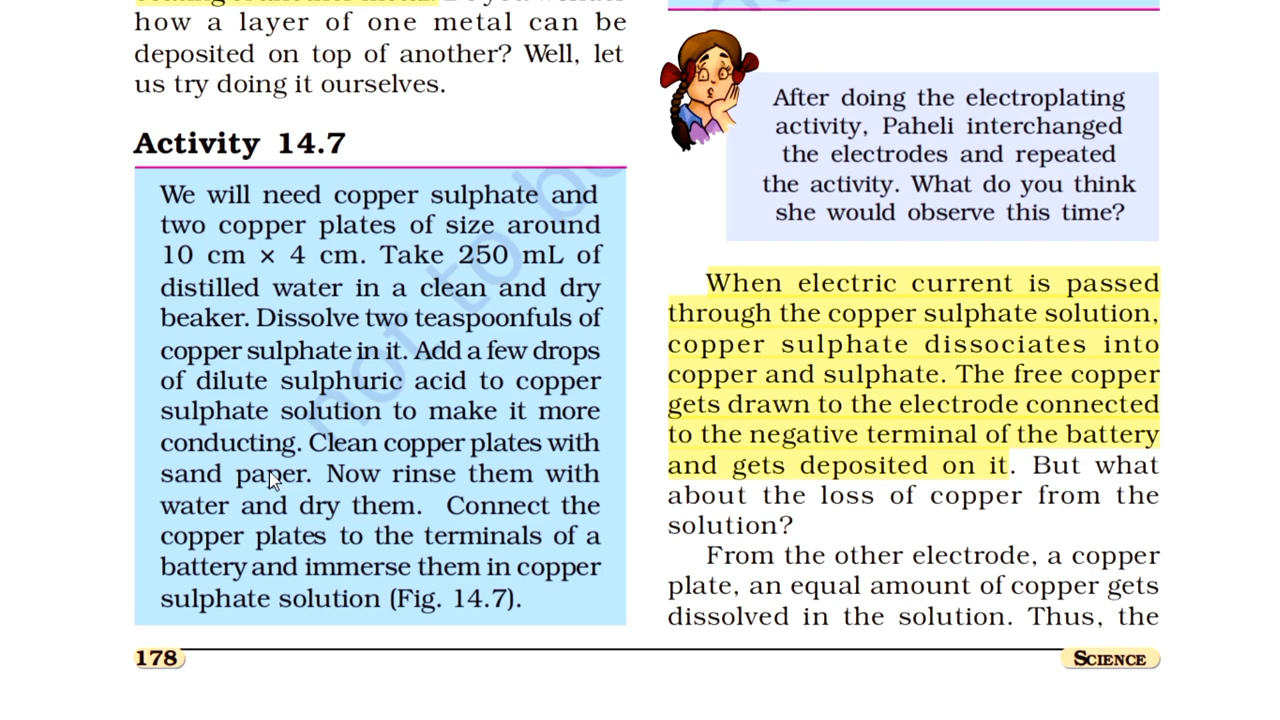 how a layer of one metal can be
deposited on top of another? Well, let
us try doing it ourselves.
Activity 14.7
We will need copper sulphate and
two copper plates of size around
10 cm × 4 cm. Take 250 mL of
distilled water in a clean and dry
beaker. Dissolve two teaspoonfuls of
copper sulphate in it. Add a few drops
of dilute sulphuric acid to copper
sulphate solution to make it more
conducting. Clean copper plates with
sand paper. Now rinse them with
water and dry them. Connect the
copper plates to the terminals of a
battery and immerse them in copper
sulphate solution (Fig. 14.7).
not to be
After doing the electroplating
activity, Paheli interchanged
the electrodes and repeated
the activity. What do you think
she would observe this time?
When electric current is passed
through the copper sulphate solution,
copper sulphate dissociates into
copper and sulphate. The free copper
gets drawn to the electrode connected
to the negative terminal of the battery
and gets deposited on it. But what
about the loss of copper from the
solution?
From the other electrode, a copper
plate, an equal amount of copper gets
dissolved in the solution. Thus, the
178
SCIENCE